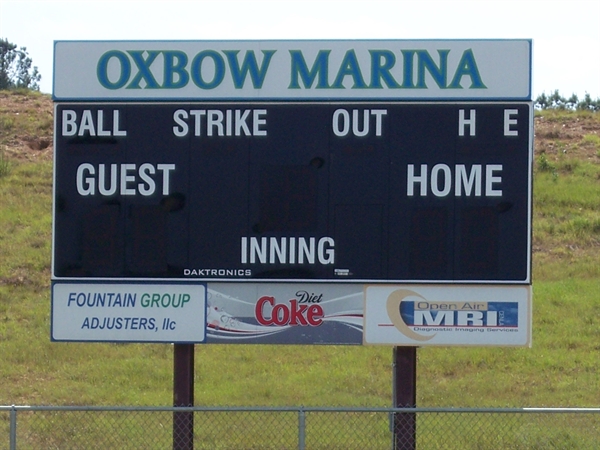 OXBOW MARINA
BALL STRIKE OUT H E
GUEST HOME
INNING
DAKTRONICS
FOUNTAIN GROUP
ADJUSTERS, llc
Diet
Coke
Open Air
MRI
Diagnostic Imaging Services